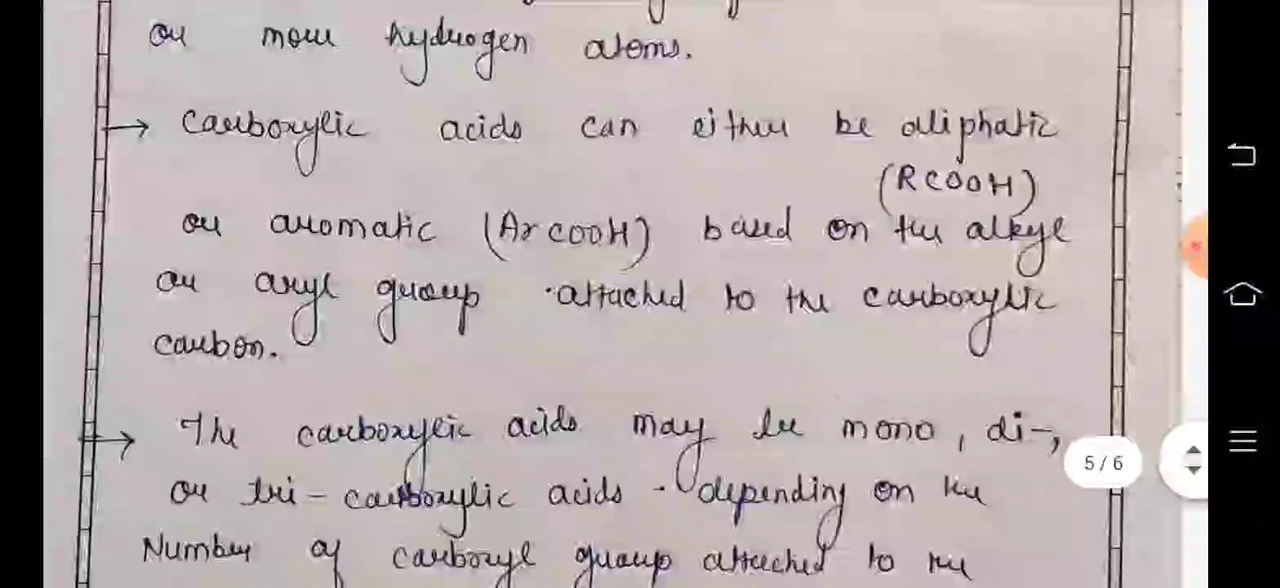 or more hydrogen atoms.
→ Carboxylic acids can either be aliphatic
(RCOOH)
or aromatic (ArCOOH) based on the alkyl
or aryl group attached to the carboxylic
carbon.
→ The carboxylic acids may be mono, di-,
or tri-carboxylic acids - depending on the
Number of carboxyl group attached to the
5/6